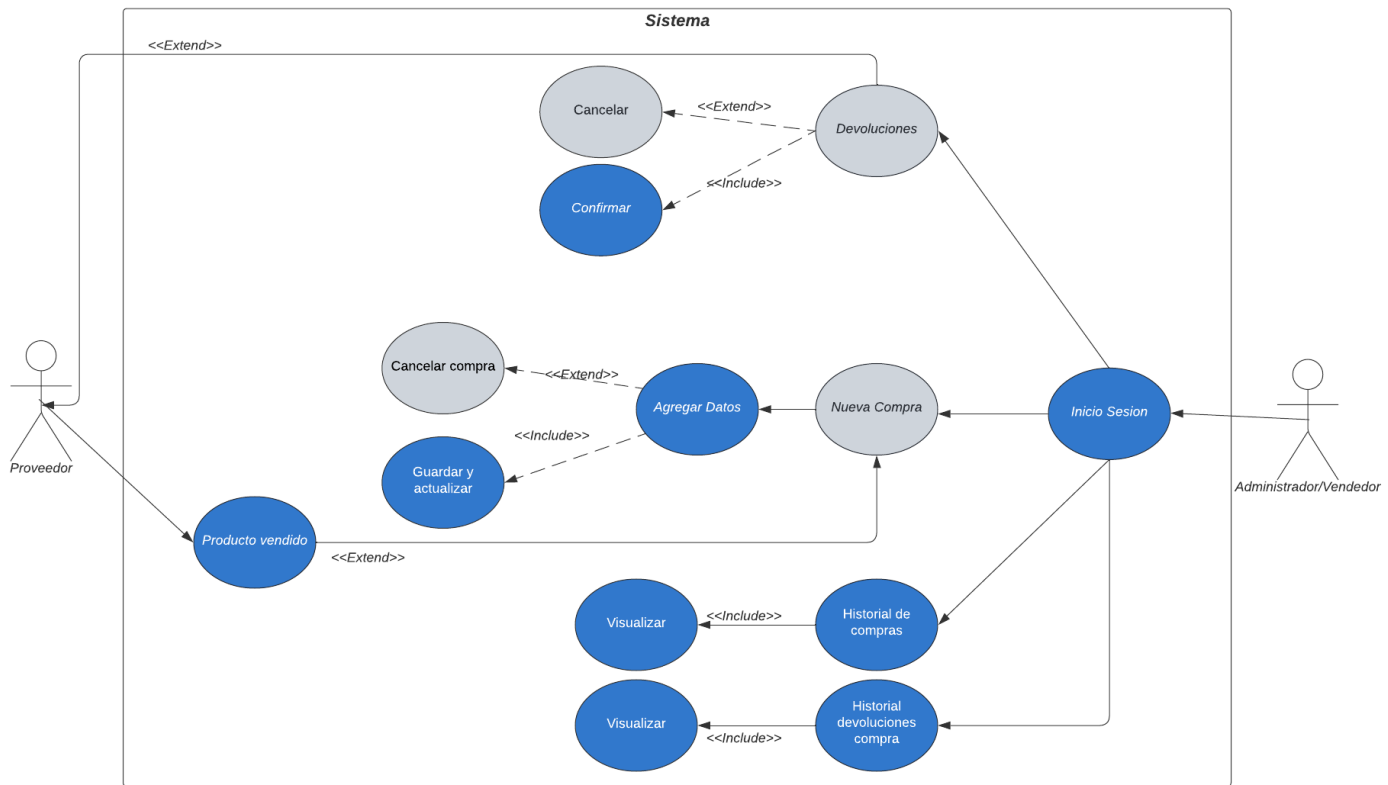 Sistema
<<Extend>>
Cancelar
<<Extend>>
Devoluciones
<<Include>>
Confirmar
Cancelar compra
<<Extend>>
Agregar Datos
Nueva Compra
Inicio Sesion
<<Include>>
Guardar y
actualizar
Proveedor
Administrador/Vendedor
Producto vendido
<<Extend>>
Visualizar
<<Include>>
Historial de
compras
Visualizar
<<Include>>
Historial
devoluciones
compra